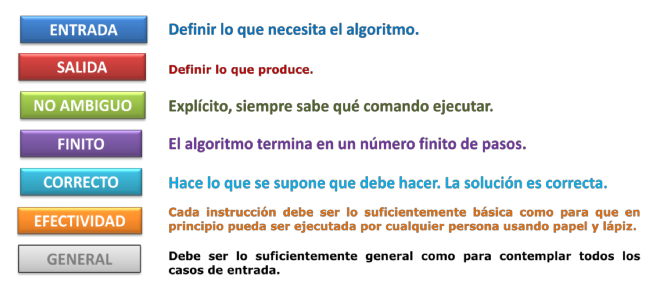 ENTRADA Definir lo que necesita el algoritmo.
SALIDA Definir lo que produce.
NO AMBIGUO Explícito, siempre sabe qué comando ejecutar.
FINITO El algoritmo termina en un número finito de pasos.
CORRECTO Hace lo que se supone que debe hacer. La solución es correcta.
EFECTIVIDAD Cada instrucción debe ser lo suficientemente básica como para que en
principio pueda ser ejecutada por cualquier persona usando papel y lápiz.
GENERAL Debe ser lo suficientemente general como para contemplar todos los
casos de entrada.